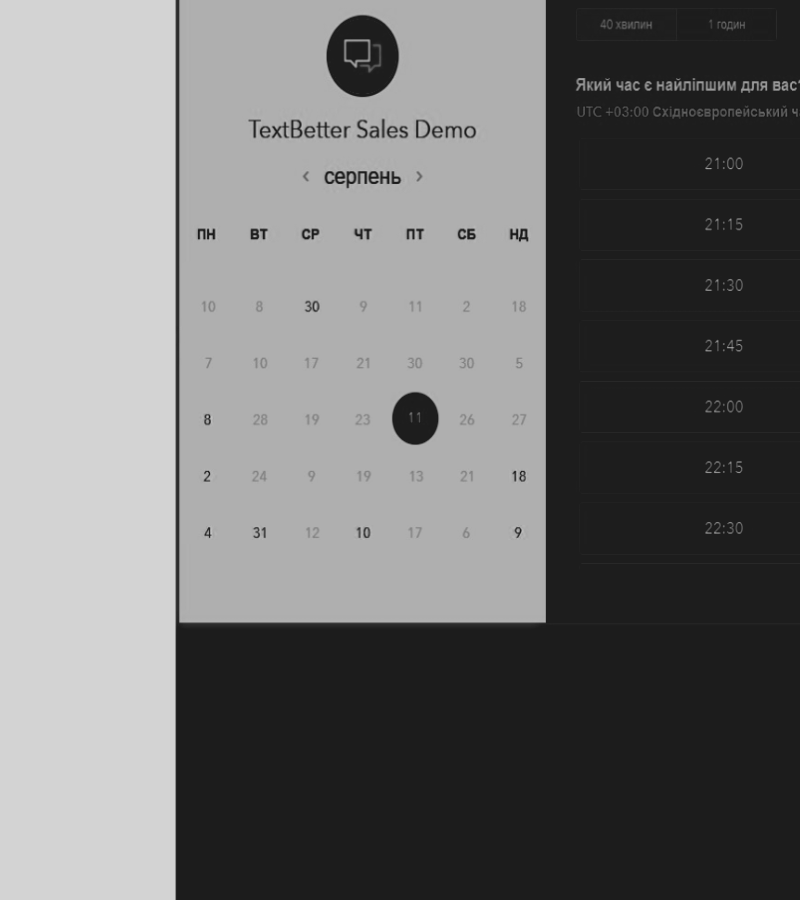 TextBetter Sales Demo
‹ серпень ›
ПН ВТ СР ЧТ ПТ СБ НД
10 8 30 9 11 2 18
7 10 17 21 30 30 5
8 28 19 23 11 26 27
2 24 9 19 13 21 18
4 31 12 10 17 6 9
40 хвилин 1 годин
Який час є найліпшим для вас?
UTC +03:00 Східноєвропейський
21:00
21:15
21:30
21:45
22:00
22:15
22:30